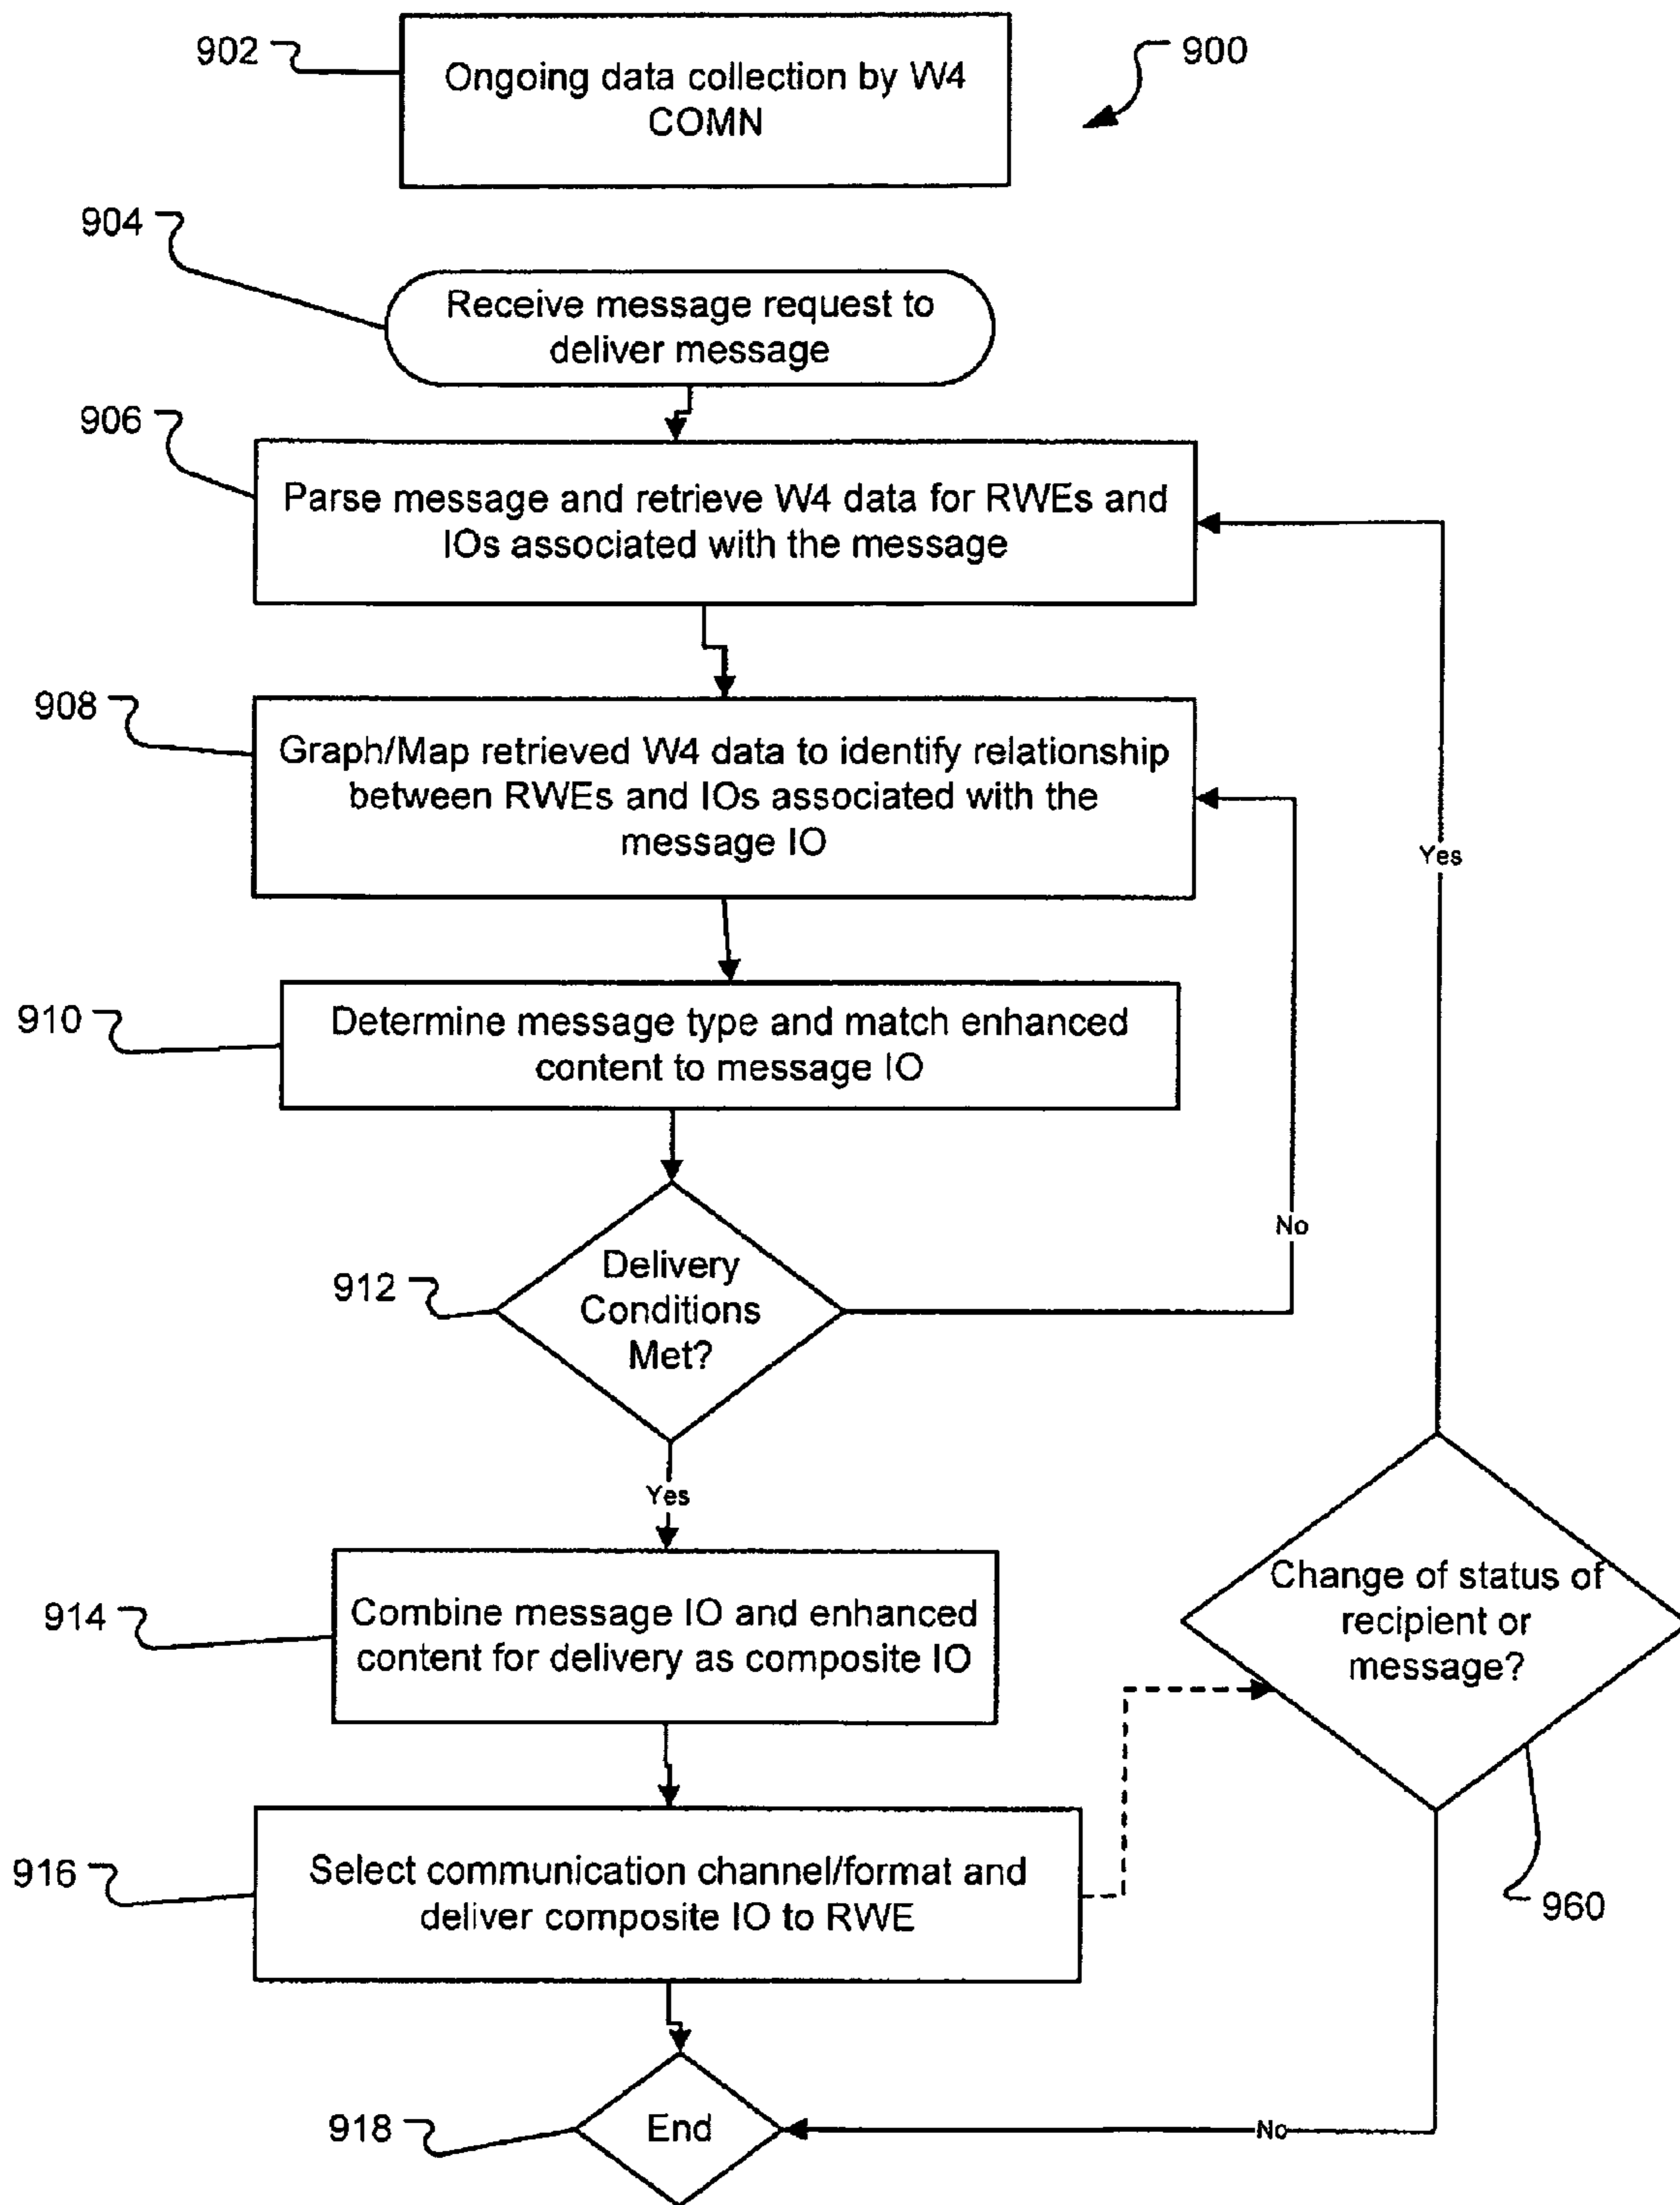 902
Ongoing data collection by W4
COMN
900
904
Receive message request to
deliver message
906
Parse message and retrieve W4 data for RWEs and
IOs associated with the message
908
Graph/Map retrieved W4 data to identify relationship
between RWEs and IOs associated with the
message IO
Yes
910
Determine message type and match enhanced
content to message IO
No
912
Delivery
Conditions
Met?
Yes
914
Combine message IO and enhanced
content for delivery as composite IO
Change of status of
recipient or
message?
916
Select communication channel/format and
deliver composite IO to RWE
960
918
End
No